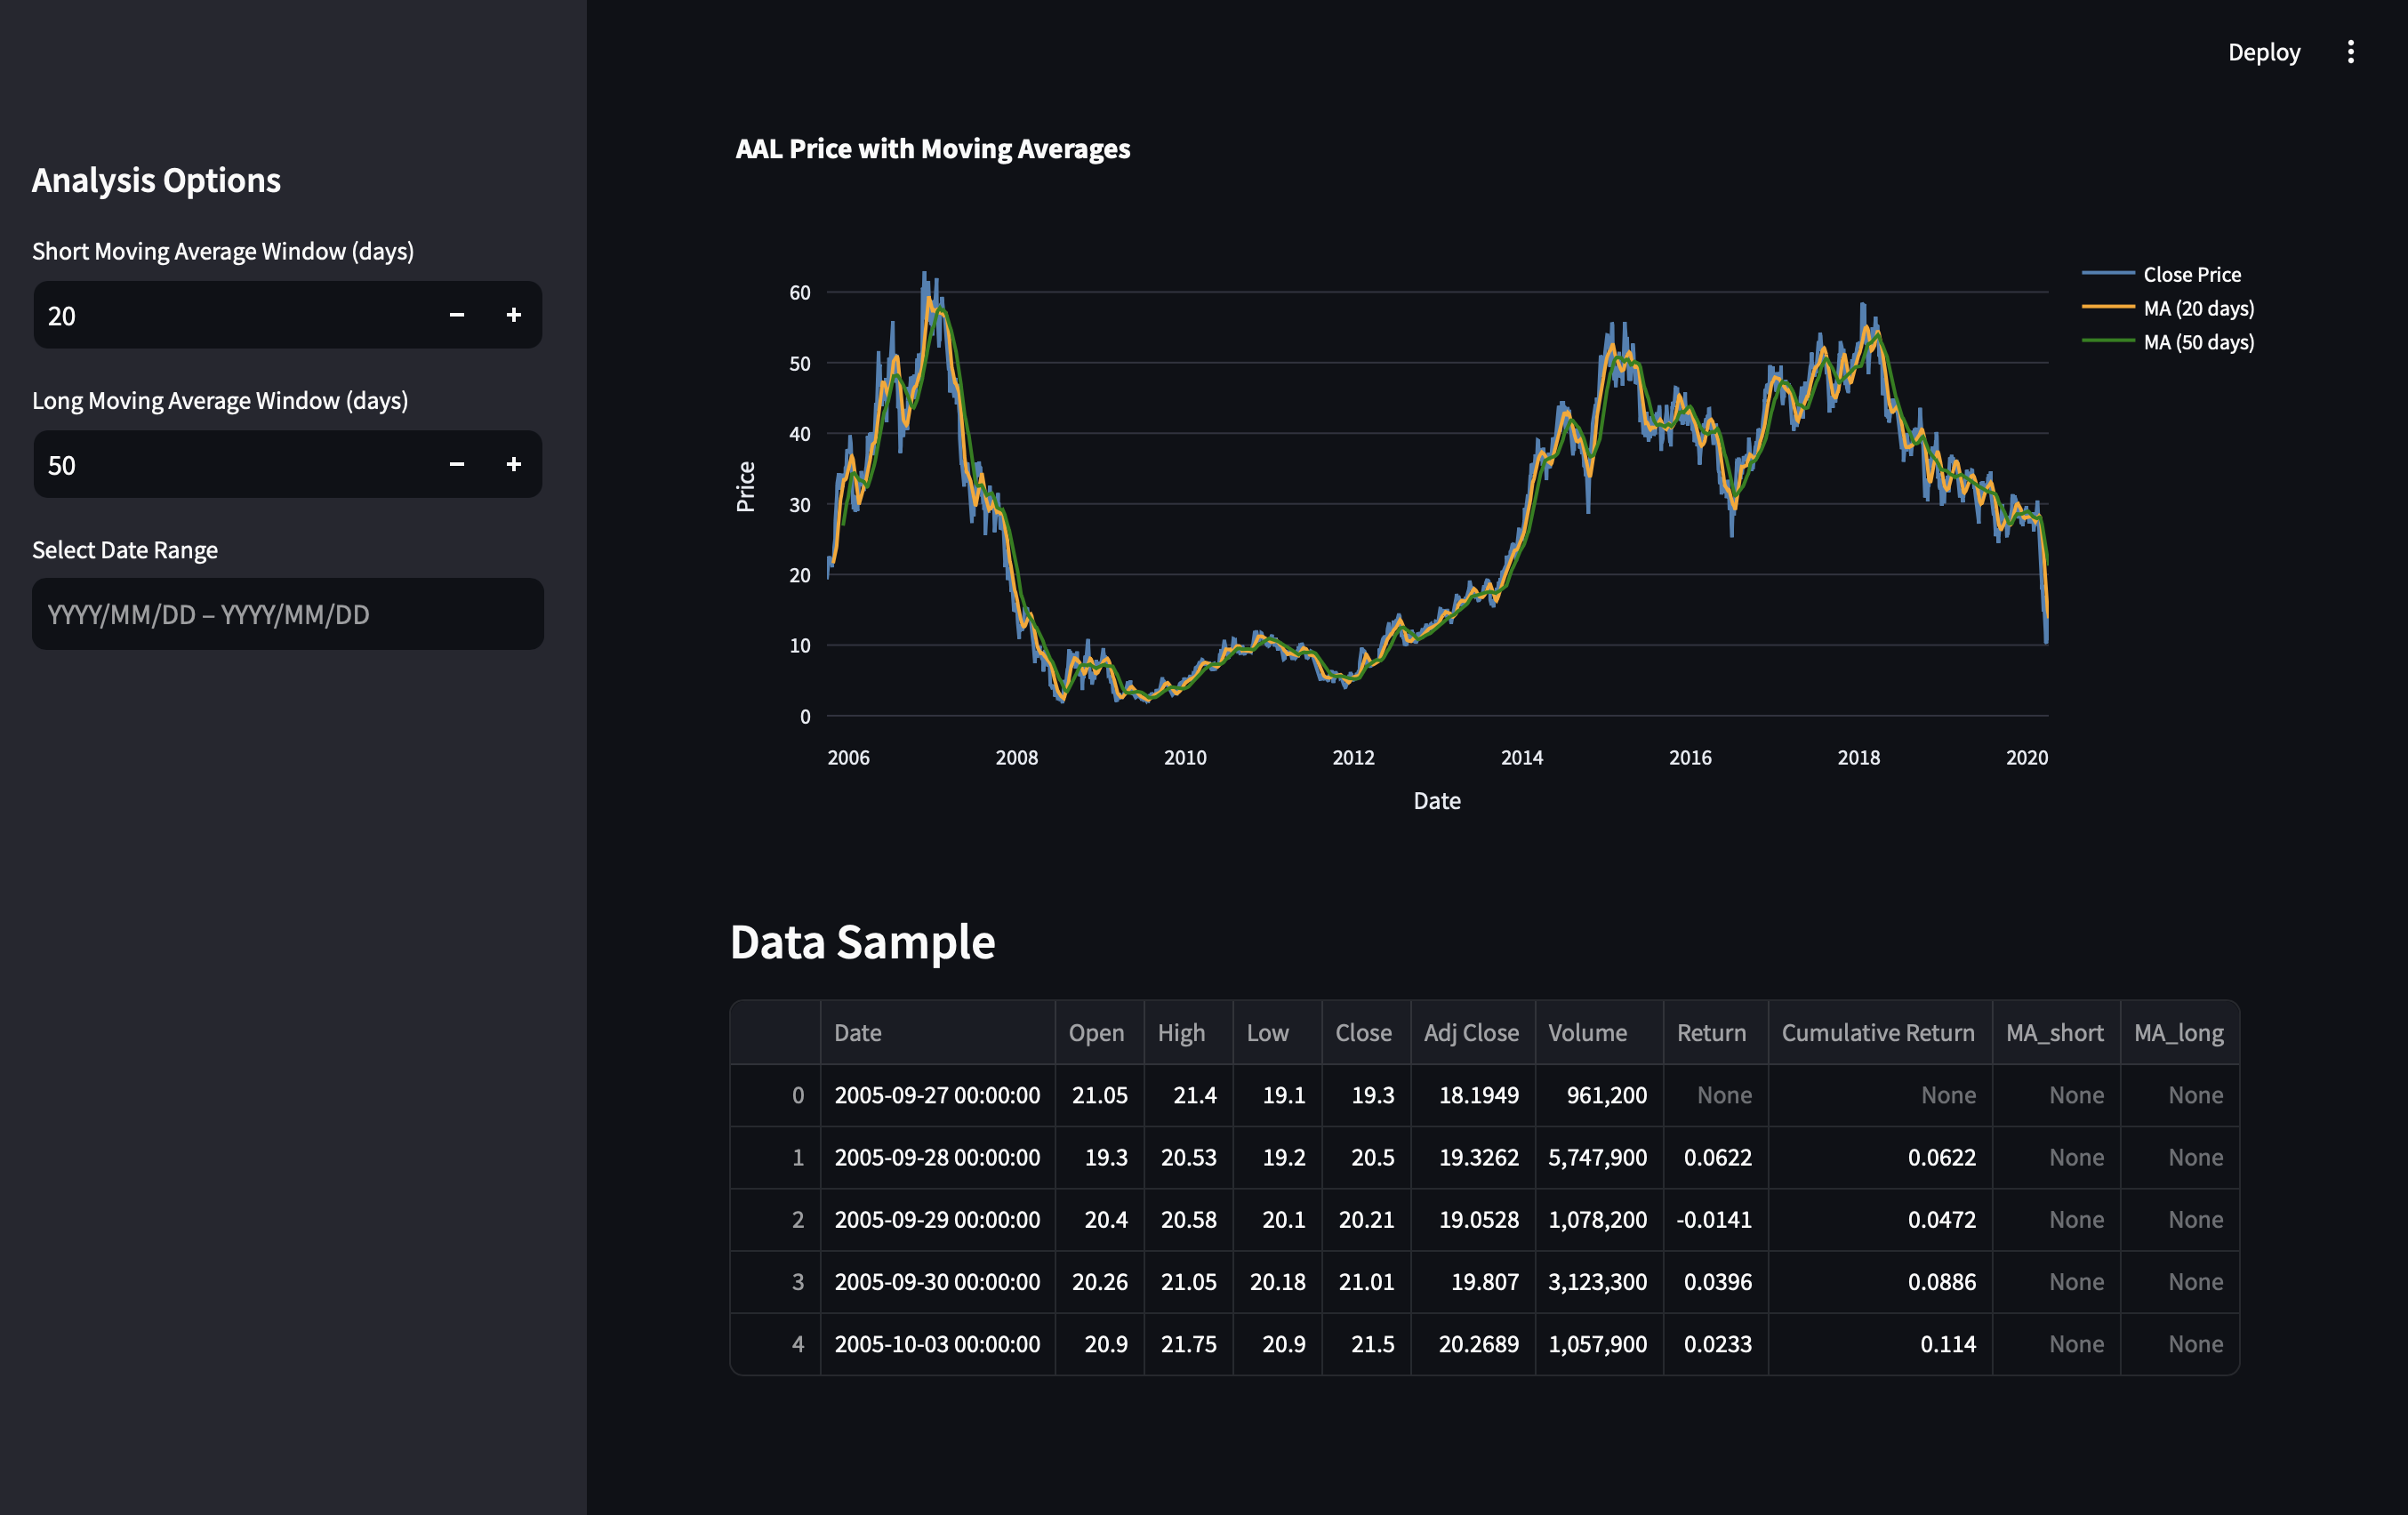 Deploy
Analysis Options
Short Moving Average Window (days)
20
Long Moving Average Window (days)
50
Select Date Range
YYYY/MM/DD – YYYY/MM/DD
AAL Price with Moving Averages
Close Price
MA (20 days)
MA (50 days)
Price
60
50
40
30
20
10
0
2006 2008 2010 2012 2014 2016 2018 2020
Date
Data Sample
Date Open High Low Close Adj Close Volume Return Cumulative Return MA_short MA_long
0 2005-09-27 00:00:00 21.05 21.4 19.1 19.3 18.1949 961,200 None None None None
1 2005-09-28 00:00:00 19.3 20.53 19.2 20.5 19.3262 5,747,900 0.0622 0.0622 None None
2 2005-09-29 00:00:00 20.4 20.58 20.1 20.21 19.0528 1,078,200 -0.0141 0.0472 None None
3 2005-09-30 00:00:00 20.26 21.05 20.18 21.01 19.807 3,123,300 0.0396 0.0886 None None
4 2005-10-03 00:00:00 20.9 21.75 20.9 21.5 20.2689 1,057,900 0.0233 0.114 None None